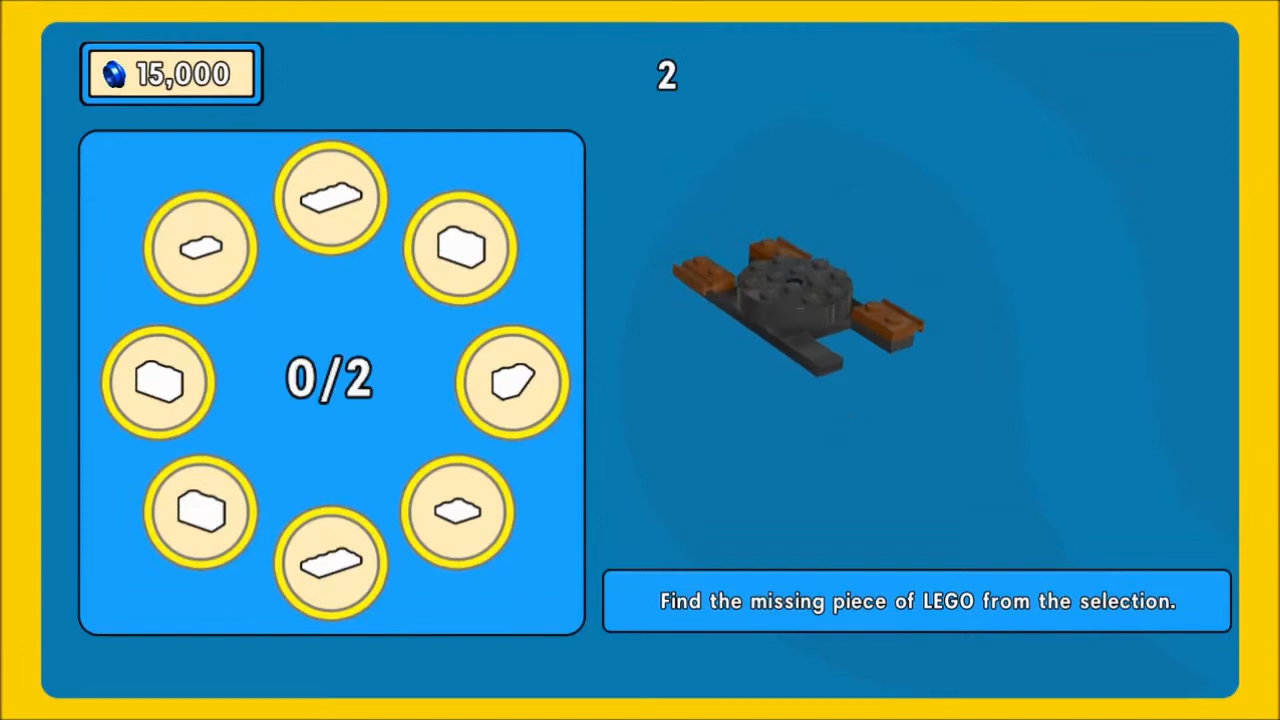 15,000
2
0/2
Find the missing piece of LEGO from the selection.